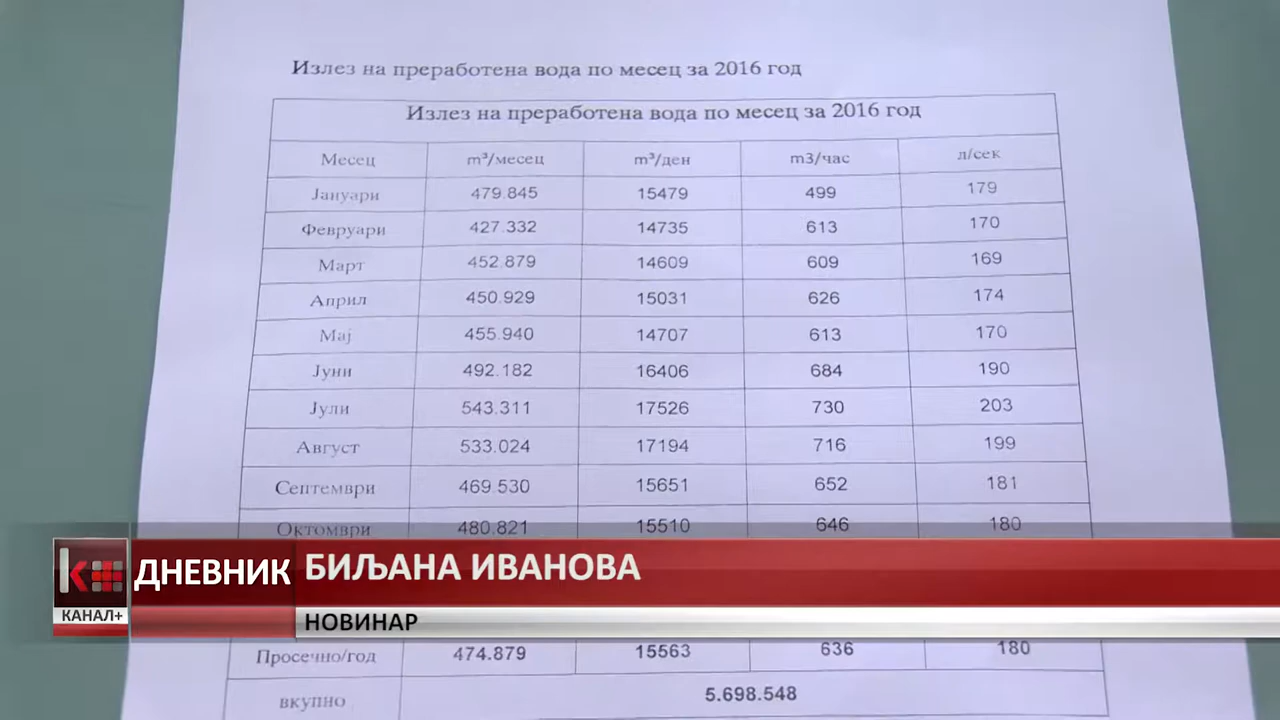 Излез на преработена вода по месец за 2016 год
Излез на преработена вода по месец за 2016 год
Месец m³/месец m³/ден m3/час л/сек
Јануари 479.845 15479 499 179
Февруари 427.332 14735 613 170
Март 452.879 14609 609 169
Април 450.929 15031 626 174
Мај 455.940 14707 613 170
Јуни 492.182 16406 684 190
Јули 543.311 17526 730 203
Август 533.024 17194 716 199
Септември 469.530 15651 652 181
Октомври 480.821 15510 646 180
К+
КАНАЛ+
ДНЕВНИК
БИЉАНА ИВАНОВА
НОВИНАР
Просечно/год 474.879 15563 636 180
вкупно 5.698.548